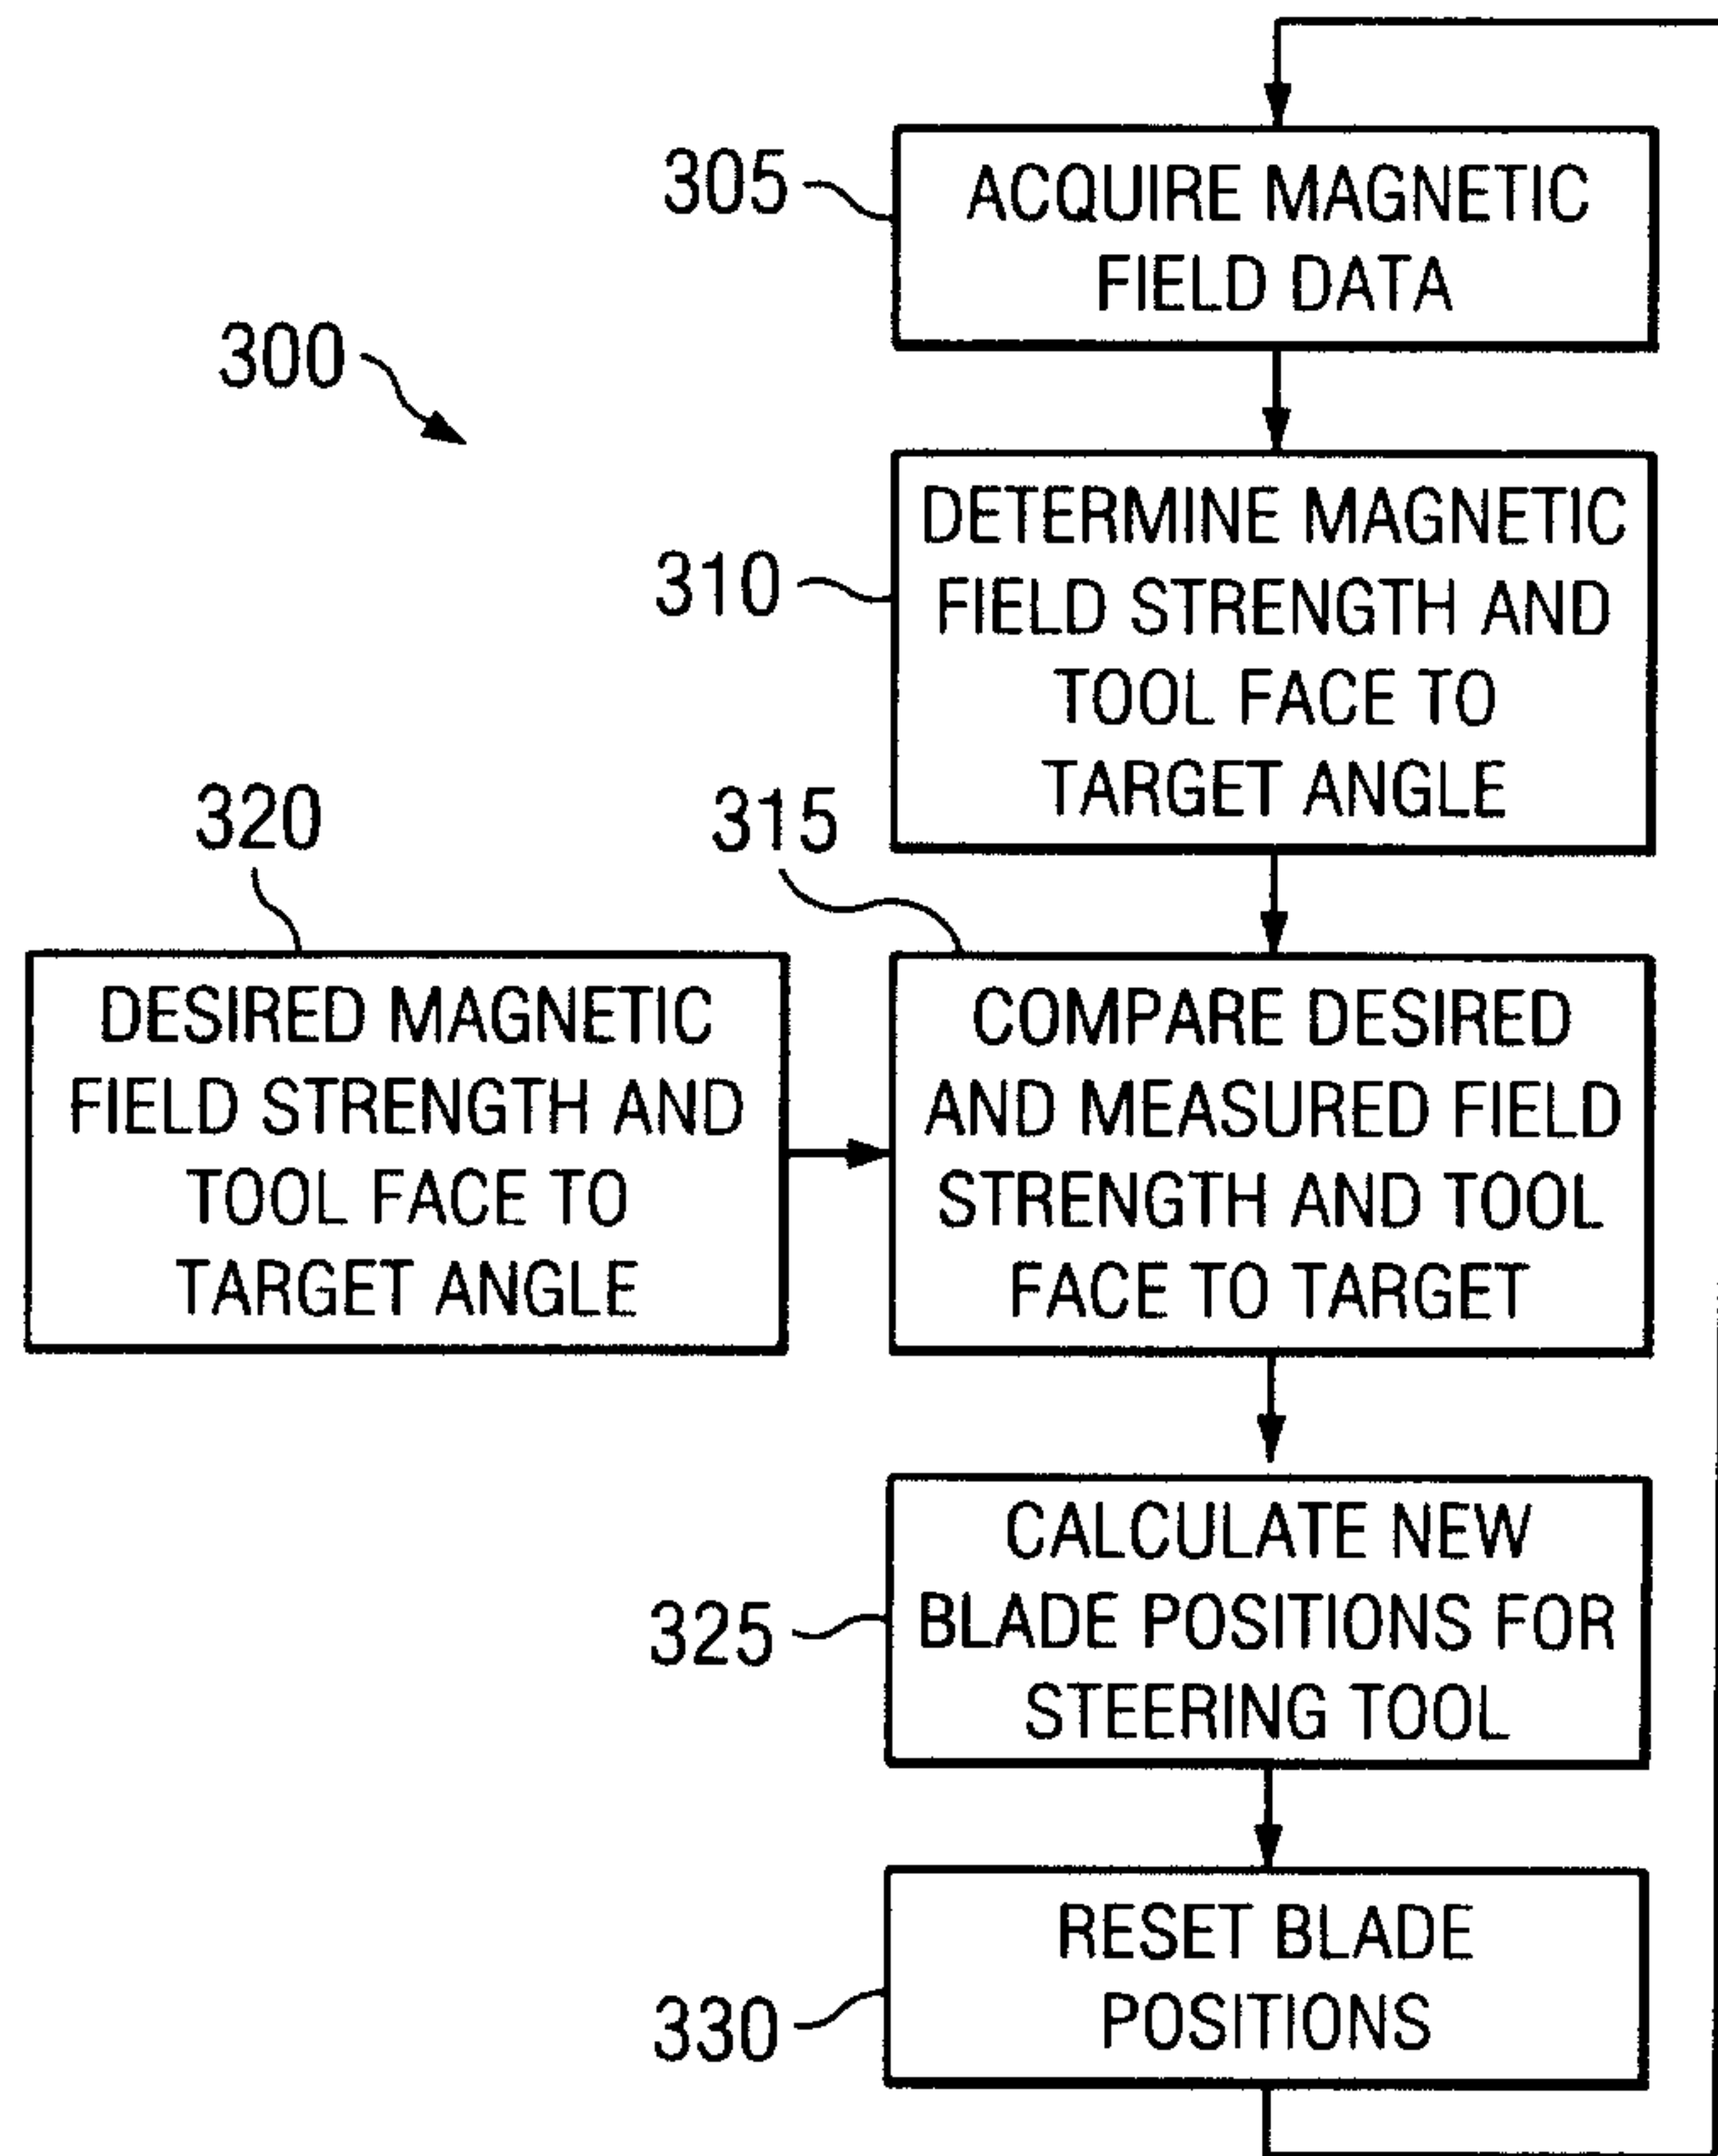 305
ACQUIRE MAGNETIC
FIELD DATA
300
310
DETERMINE MAGNETIC
FIELD STRENGTH AND
TOOL FACE TO
TARGET ANGLE
320
DESIRED MAGNETIC
FIELD STRENGTH AND
TOOL FACE TO
TARGET ANGLE
315
COMPARE DESIRED
AND MEASURED FIELD
STRENGTH AND TOOL
FACE TO TARGET
325
CALCULATE NEW
BLADE POSITIONS FOR
STEERING TOOL
330
RESET BLADE
POSITIONS